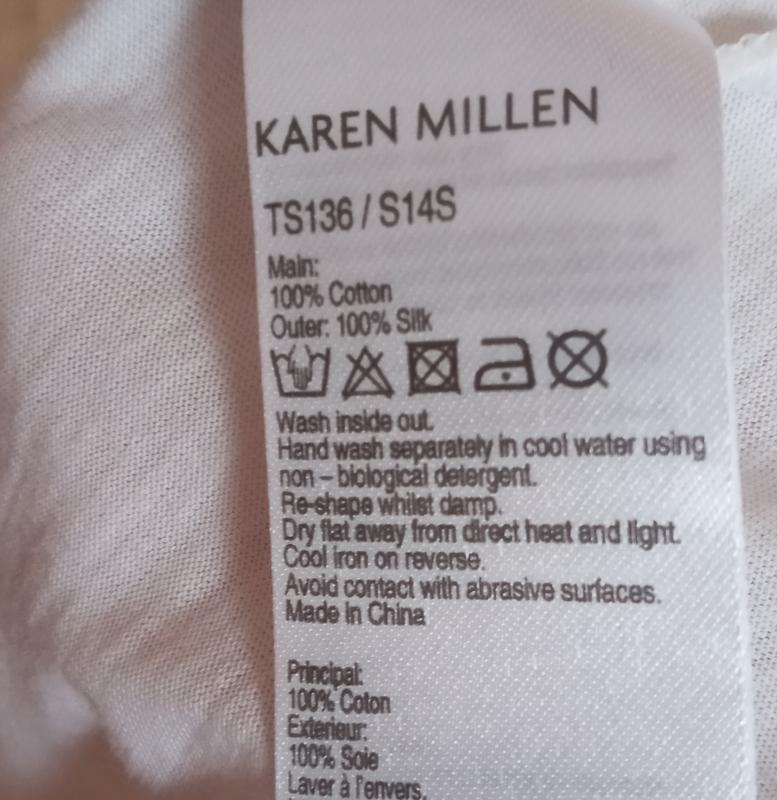 KAREN MILLEN
TS136 / S14S
Main:
100% Cotton
Outer: 100% Silk
Wash inside out.
Hand wash separately in cool water using
non – biological detergent.
Re-shape whilst damp.
Dry flat away from direct heat and light.
Cool iron on reverse.
Avoid contact with abrasive surfaces.
Made in China
Principal:
100% Coton
Exterieur:
100% Soie
Laver à l'envers.